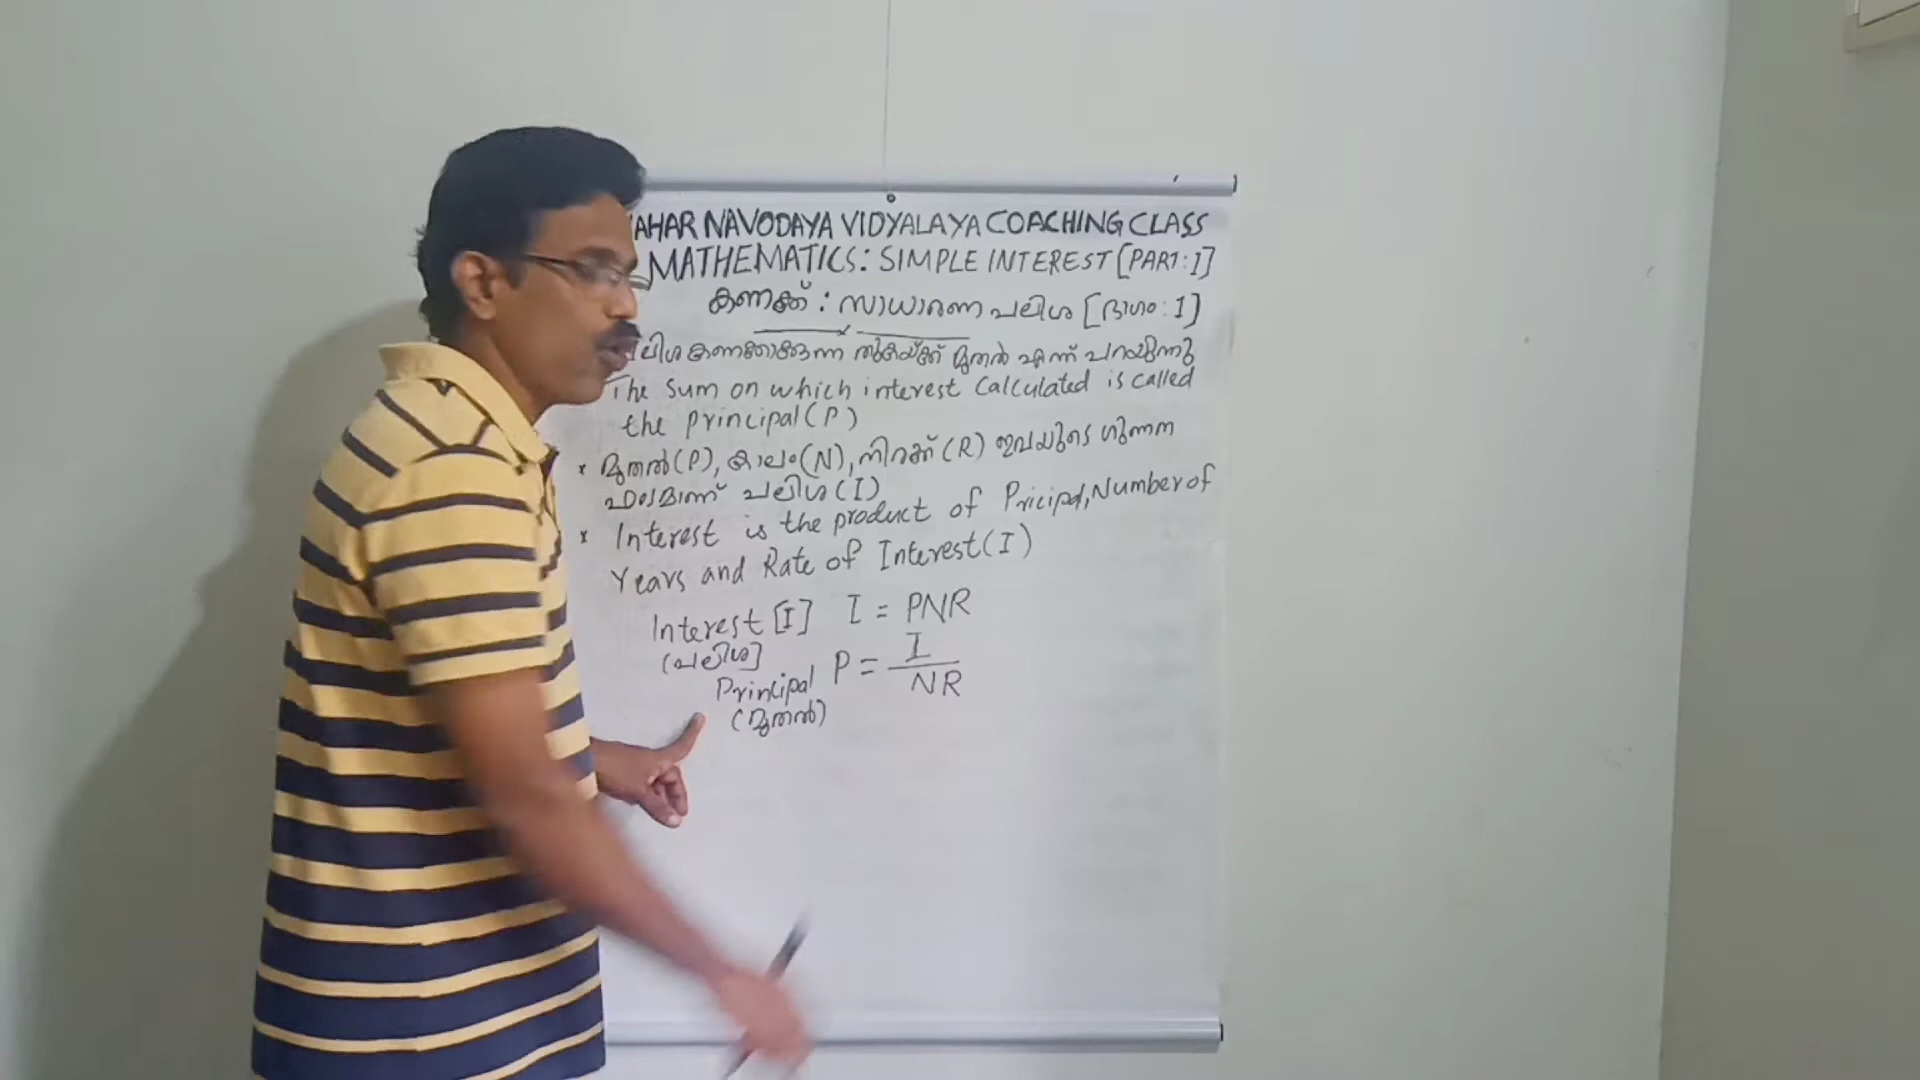 AHAR NAVODAYA VIDYALAYA COACHING CLASS
MATHEMATICS: SIMPLE INTEREST [PART:1]
കണക്ക് : സാധാരണ പലിശ [ഭാഗം:1]
ലിശ കണക്കാക്കുന്ന തുകയ്ക്ക് മുതൽ എന്ന് പറയുന്നു
The sum on which interest Calculated is called
the principal(P)
* മുതൽ(P), കാലം(N), നിരക്ക് (R) ഇവയുടെ ഗുണന
ഫലമാണ് പലിശ (I)
* Interest is the product of Pricipal, Number of
Years and Rate of Interest(I)
Interest [I] I = PNR
(പലിശ]
Principal P = I
NR
(മുതൽ)